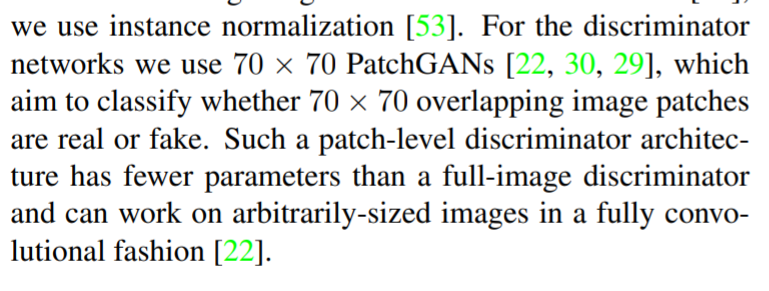 we use instance normalization [53]. For the discriminator
networks we use 70 × 70 PatchGANs [22, 30, 29], which
aim to classify whether 70 × 70 overlapping image patches
are real or fake. Such a patch-level discriminator architec-
ture has fewer parameters than a full-image discriminator
and can work on arbitrarily-sized images in a fully convo-
lutional fashion [22].